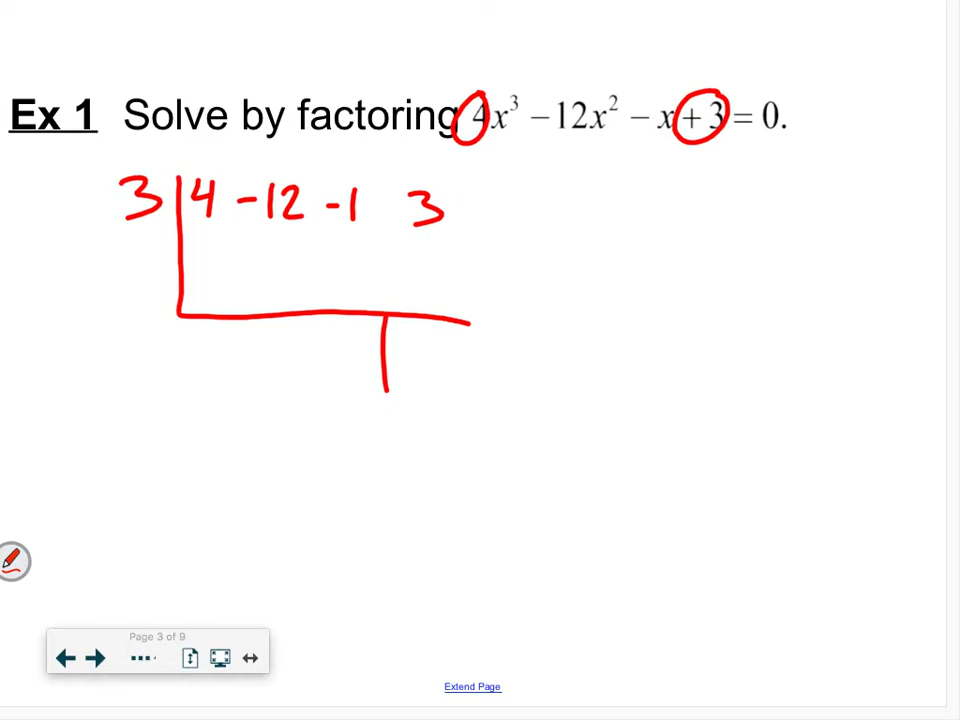 Ex 1 Solve by factoring 4x³ − 12x² − x + 3 = 0.
3 | 4 -12 -1 3
Page 3 of 9
Extend Page